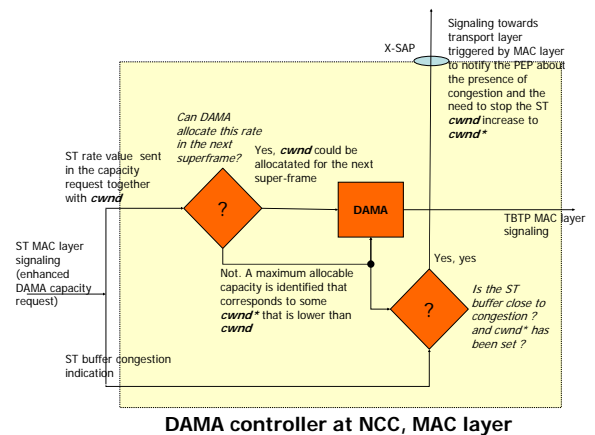 Signaling towards
transport layer
triggered by MAC layer
to notify the PEP about
the presence of
congestion and the
need to stop the ST
cwnd increase to
cwnd*
X-SAP
Can DAMA
allocate this rate
in the next
superframe?
ST rate value sent
in the capacity
request together
with cwnd
Yes, cwnd could be
allocatated for the next
super-frame
?
DAMA
TBTP MAC layer
signaling
ST MAC layer
signaling
(enhanced
DAMA capacity
request)
Not. A maximum allocable
capacity is identified that
corresponds to some
cwnd* that is lower than
cwnd
Yes, yes
?
Is the ST
buffer close to
congestion ?
and cwnd* has
been set ?
ST buffer congestion
indication
DAMA controller at NCC, MAC layer